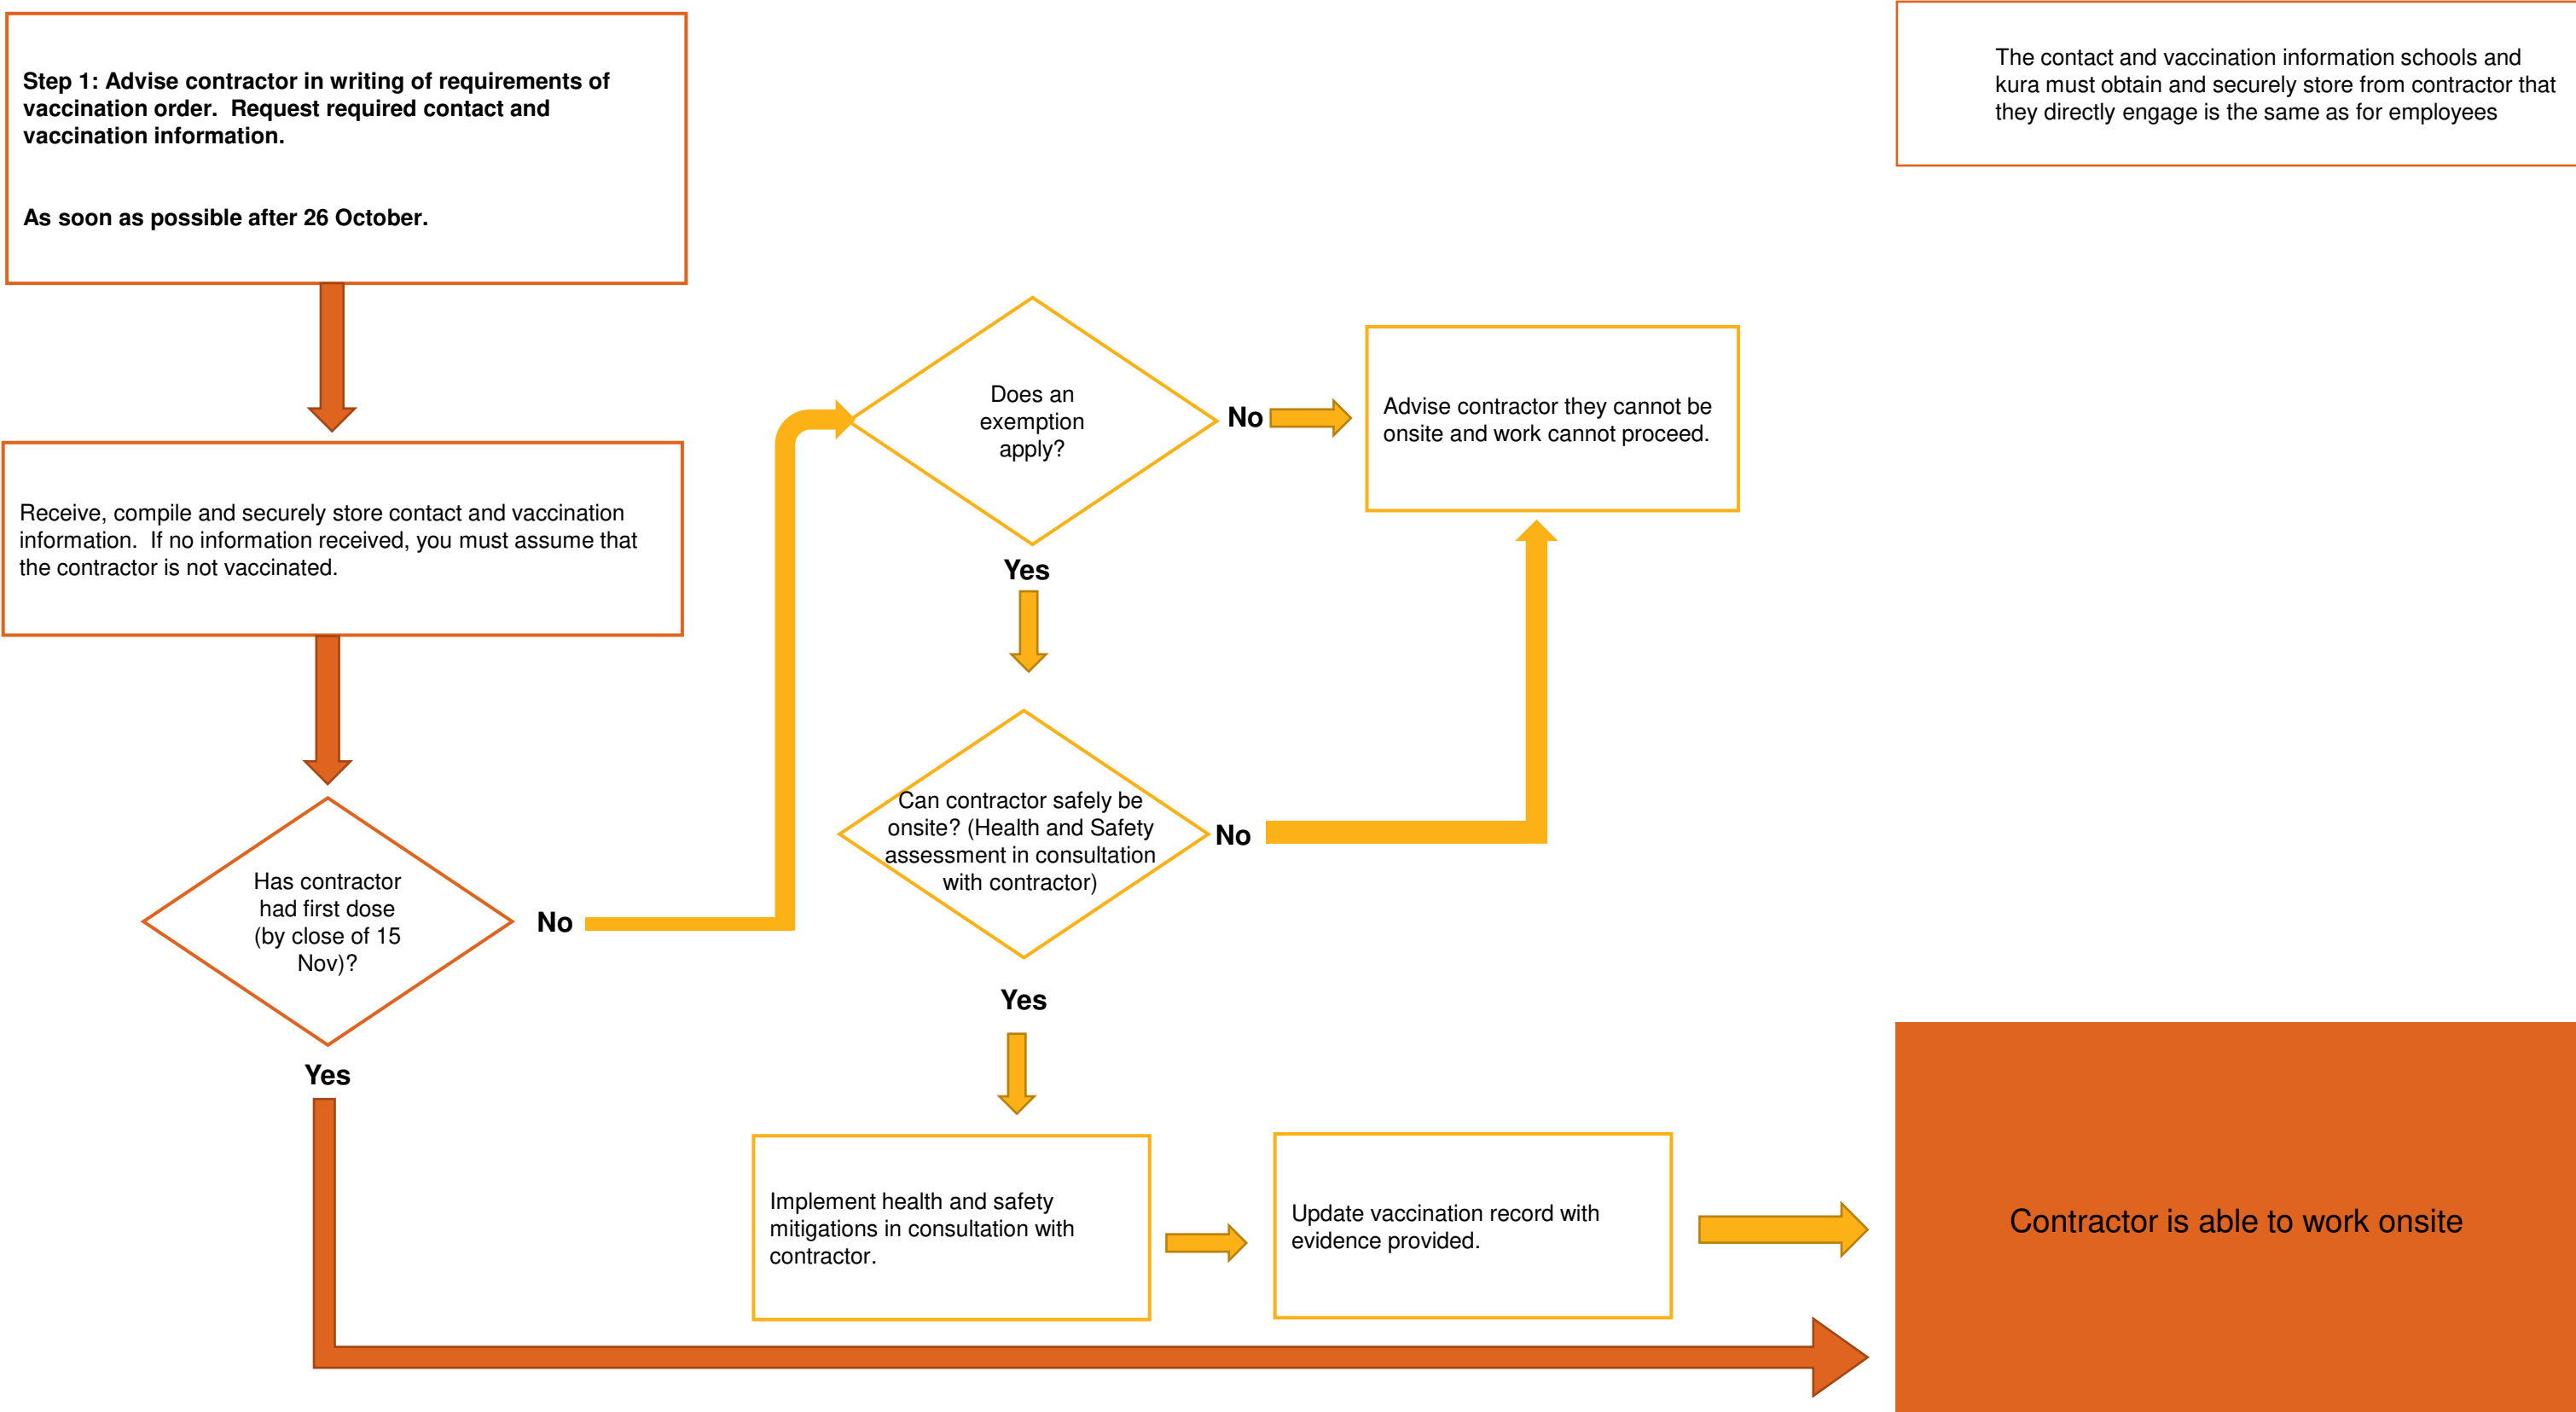 Step 1: Advise contractor in writing of requirements of
vaccination order.  Request required contact and
vaccination information.
As soon as possible after 26 October.
The contact and vaccination information schools and
kura must obtain and securely store from contractor that
they directly engage is the same as for employees
Receive, compile and securely store contact and vaccination
information.  If no information received, you must assume that
the contractor is not vaccinated.
Does an
exemption
apply?
No
Advise contractor they cannot be
onsite and work cannot proceed.
Yes
Can contractor safely be
onsite? (Health and Safety
assessment in consultation
with contractor)
No
Has contractor
had first dose
(by close of 15
Nov)?
No
Yes
Yes
Implement health and safety
mitigations in consultation with
contractor.
Update vaccination record with
evidence provided.
Contractor is able to work onsite